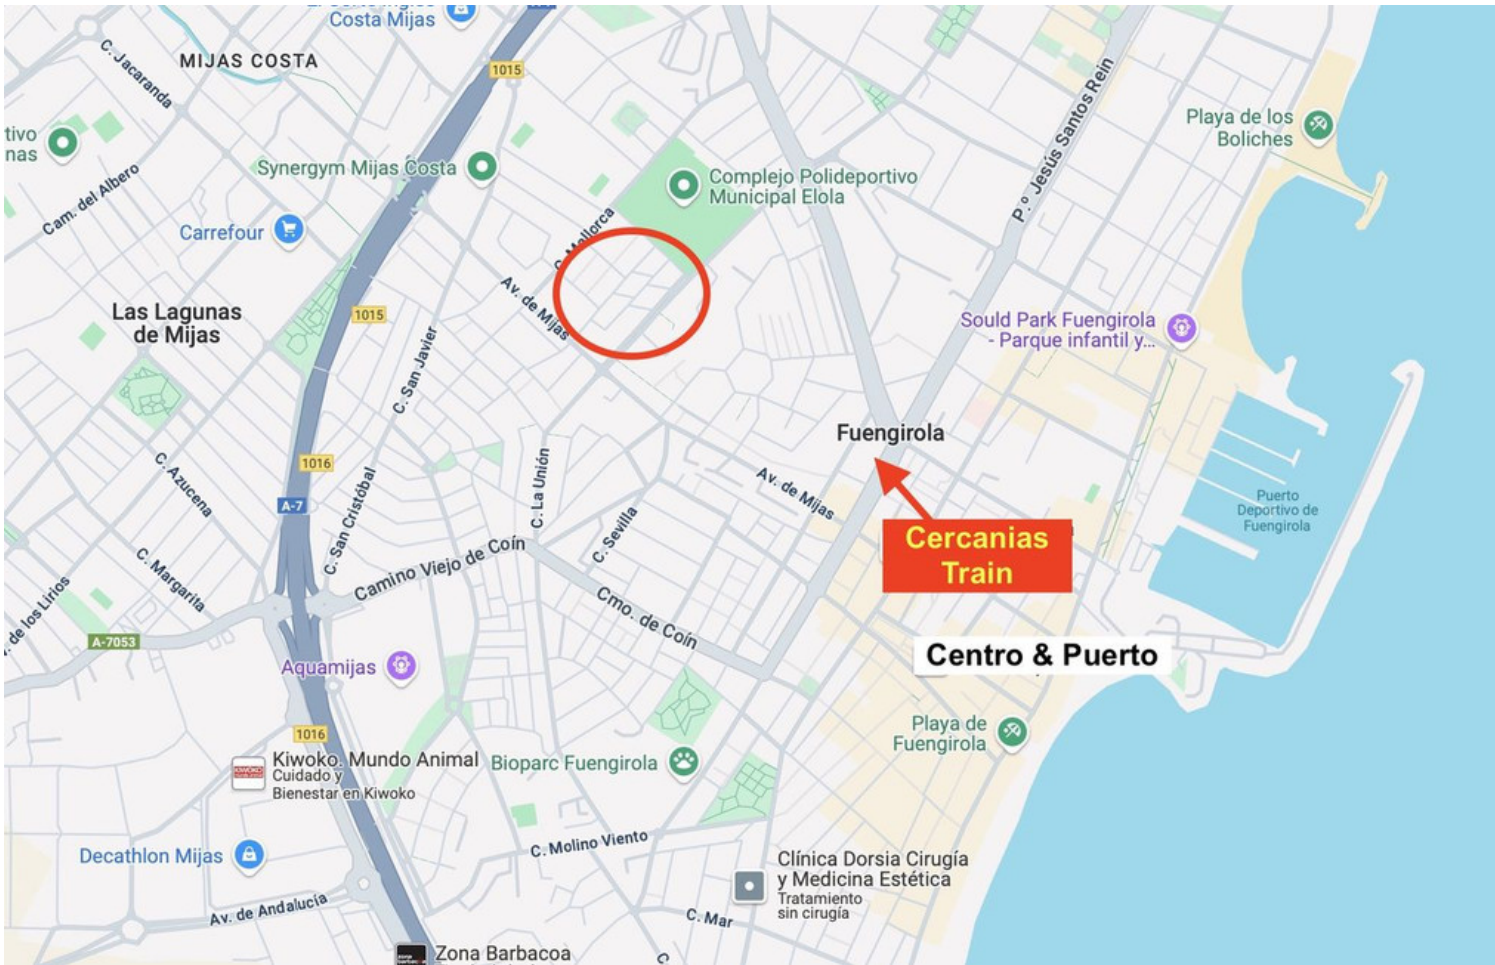 Costa Mijas
MIJAS COSTA
C. Jacaranda
1015
P.º Jesús Santos Rein
Playa de los
Boliches
tivo
nas
Synergym Mijas Costa
Complejo Polideportivo
Municipal Elola
Cam. del Albero
Carrefour
C. Mallorca
Las Lagunas
de Mijas
1015
Av. de Mijas
C. San Javier
Sould Park Fuengirola
- Parque infantil y...
Fuengirola
1016
C. Azucena
A-7
C. San Cristóbal
C. La Unión
C. Sevilla
Av. de Mijas
Puerto
Deportivo de
Fuengirola
Cercanias
Train
Camino Viejo de Coín
C. Margarita
de los Lirios
A-7053
Cmo. de Coín
Aquamijas
Centro & Puerto
Playa de
Fuengirola
1016
Kiwoko, Mundo Animal
Cuidado y
Bienestar en Kiwoko
KIWOKO
Bioparc Fuengirola
C. Molino Viento
Decathlon Mijas
Clínica Dorsia Cirugía
y Medicina Estética
Tratamiento
sin cirugía
Av. de Andalucía
C. Mar
Zona Barbacoa